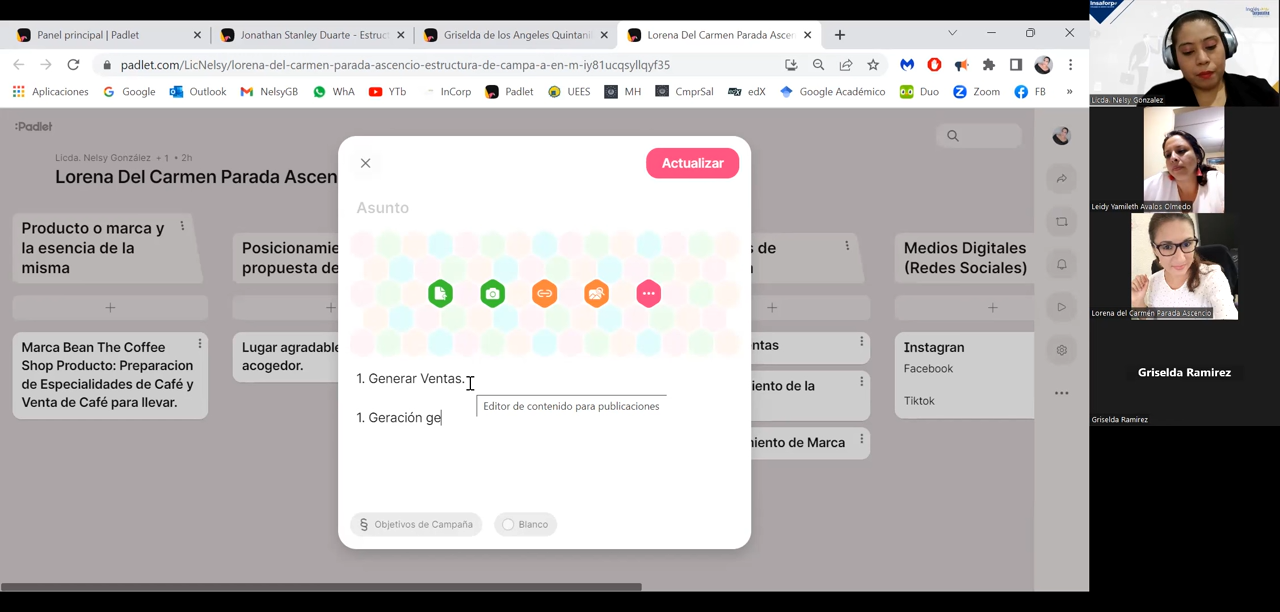 Panel principal | Padlet
Jonathan Stanley Duarte - Estruct
Griselda de los Angeles Quintanil
Lorena Del Carmen Parada Ascen
padlet.com/LicNelsy/lorena-del-carmen-parada-ascencio-estructura-de-campa-a-en-m-iy81ucqsyllqyf35
Aplicaciones
Google
Outlook
NelsyGB
WhA
YTb
InCorp
Padlet
UEES
MH
CmprSal
edX
Google Académico
Duo
Zoom
FB
»
:Padlet
Licda. Nelsy González + 1 • 2h
Lorena Del Carmen Parada Ascen
Producto o marca y
la esencia de la
misma
Marca Bean The Coffee
Shop Producto: Preparacion
de Especialidades de Café y
Venta de Café para llevar.
Posicionamie
propuesta de
Lugar agradable
acogedor.
Actualizar
Asunto
1. Generar Ventas.
Editor de contenido para publicaciones
1. Geración ge
Objetivos de Campaña
Blanco
s de
a
ntas
iento de la
miento de Marca
Medios Digitales
(Redes Sociales)
Instagran
Facebook
Tiktok
Insaforp
Licda. Nelsy Gonzalez
Leidy Yamileth Avalos Olmedo
Lorena del Carmén Parada Ascencio
Griselda Ramirez
Griselda Ramirez